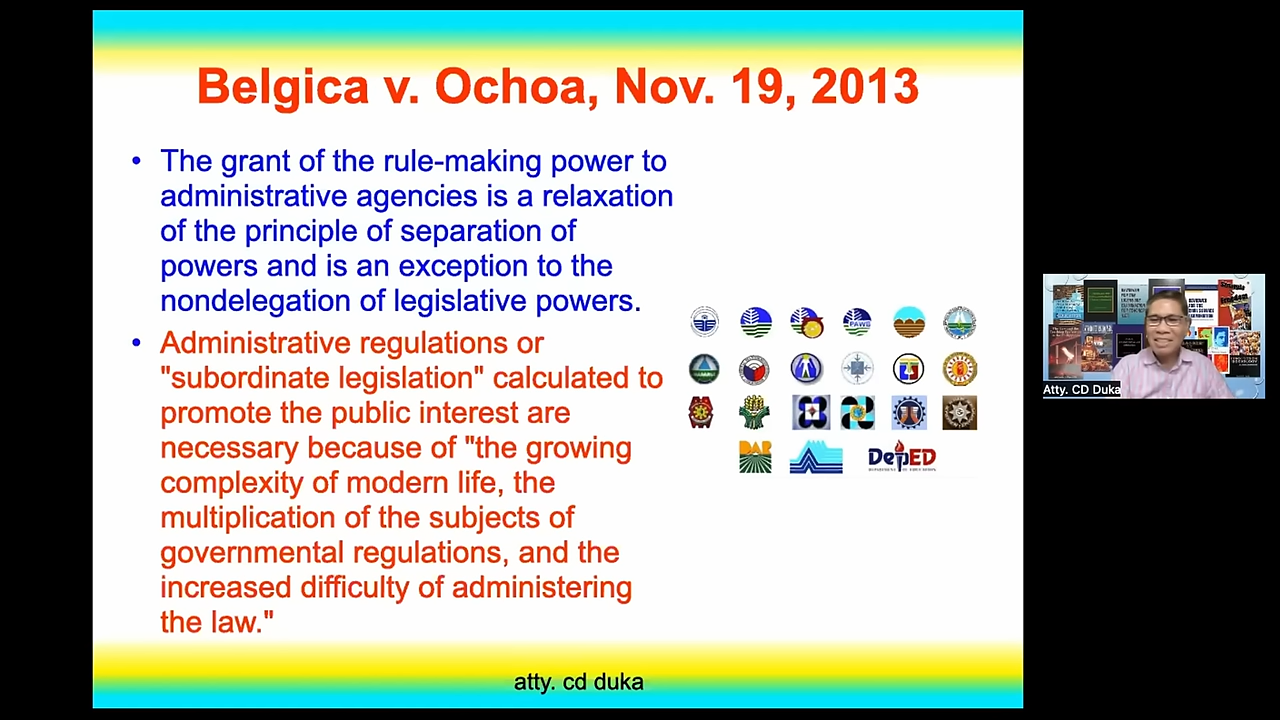 Belgica v. Ochoa, Nov. 19, 2013
• The grant of the rule-making power to
administrative agencies is a relaxation
of the principle of separation of
powers and is an exception to the
nondelegation of legislative powers.
• Administrative regulations or
"subordinate legislation" calculated to
promote the public interest are
necessary because of "the growing
complexity of modern life, the
multiplication of the subjects of
governmental regulations, and the
increased difficulty of administering
the law."
PAWB
DAR
DepED
DEPARTMENT OF EDUCATION
atty. cd duka
Atty. CD Duka